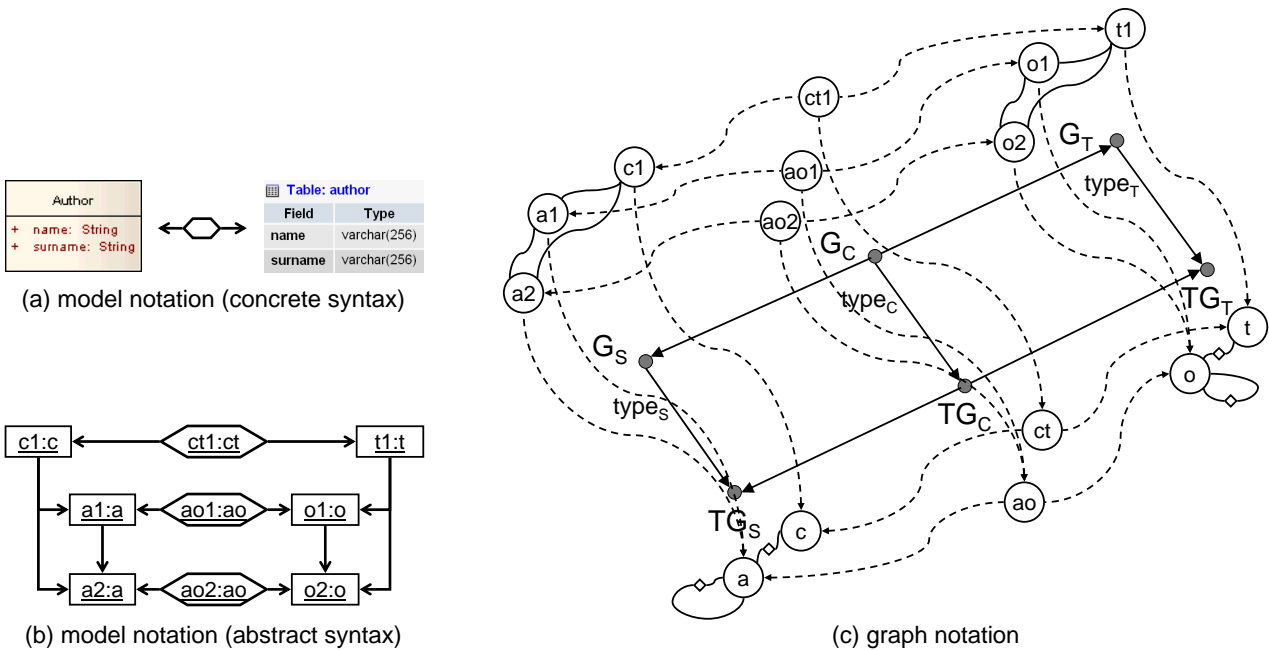 Author
+ name: String
+ surname: String
Table: author
Field Type
name varchar(256)
surname varchar(256)
(a) model notation (concrete syntax)
c1:c ct1:ct t1:t
a1:a ao1:ao o1:o
a2:a ao2:ao o2:o
(b) model notation (abstract syntax)
t1
o1
ct1
o2
G_T
c1
ao1
type_T
a1
ao2
G_C
a2
type_C
TG_T
t
G_S
o
type_S
TG_C
ct
ao
TG_S
c
a
(c) graph notation